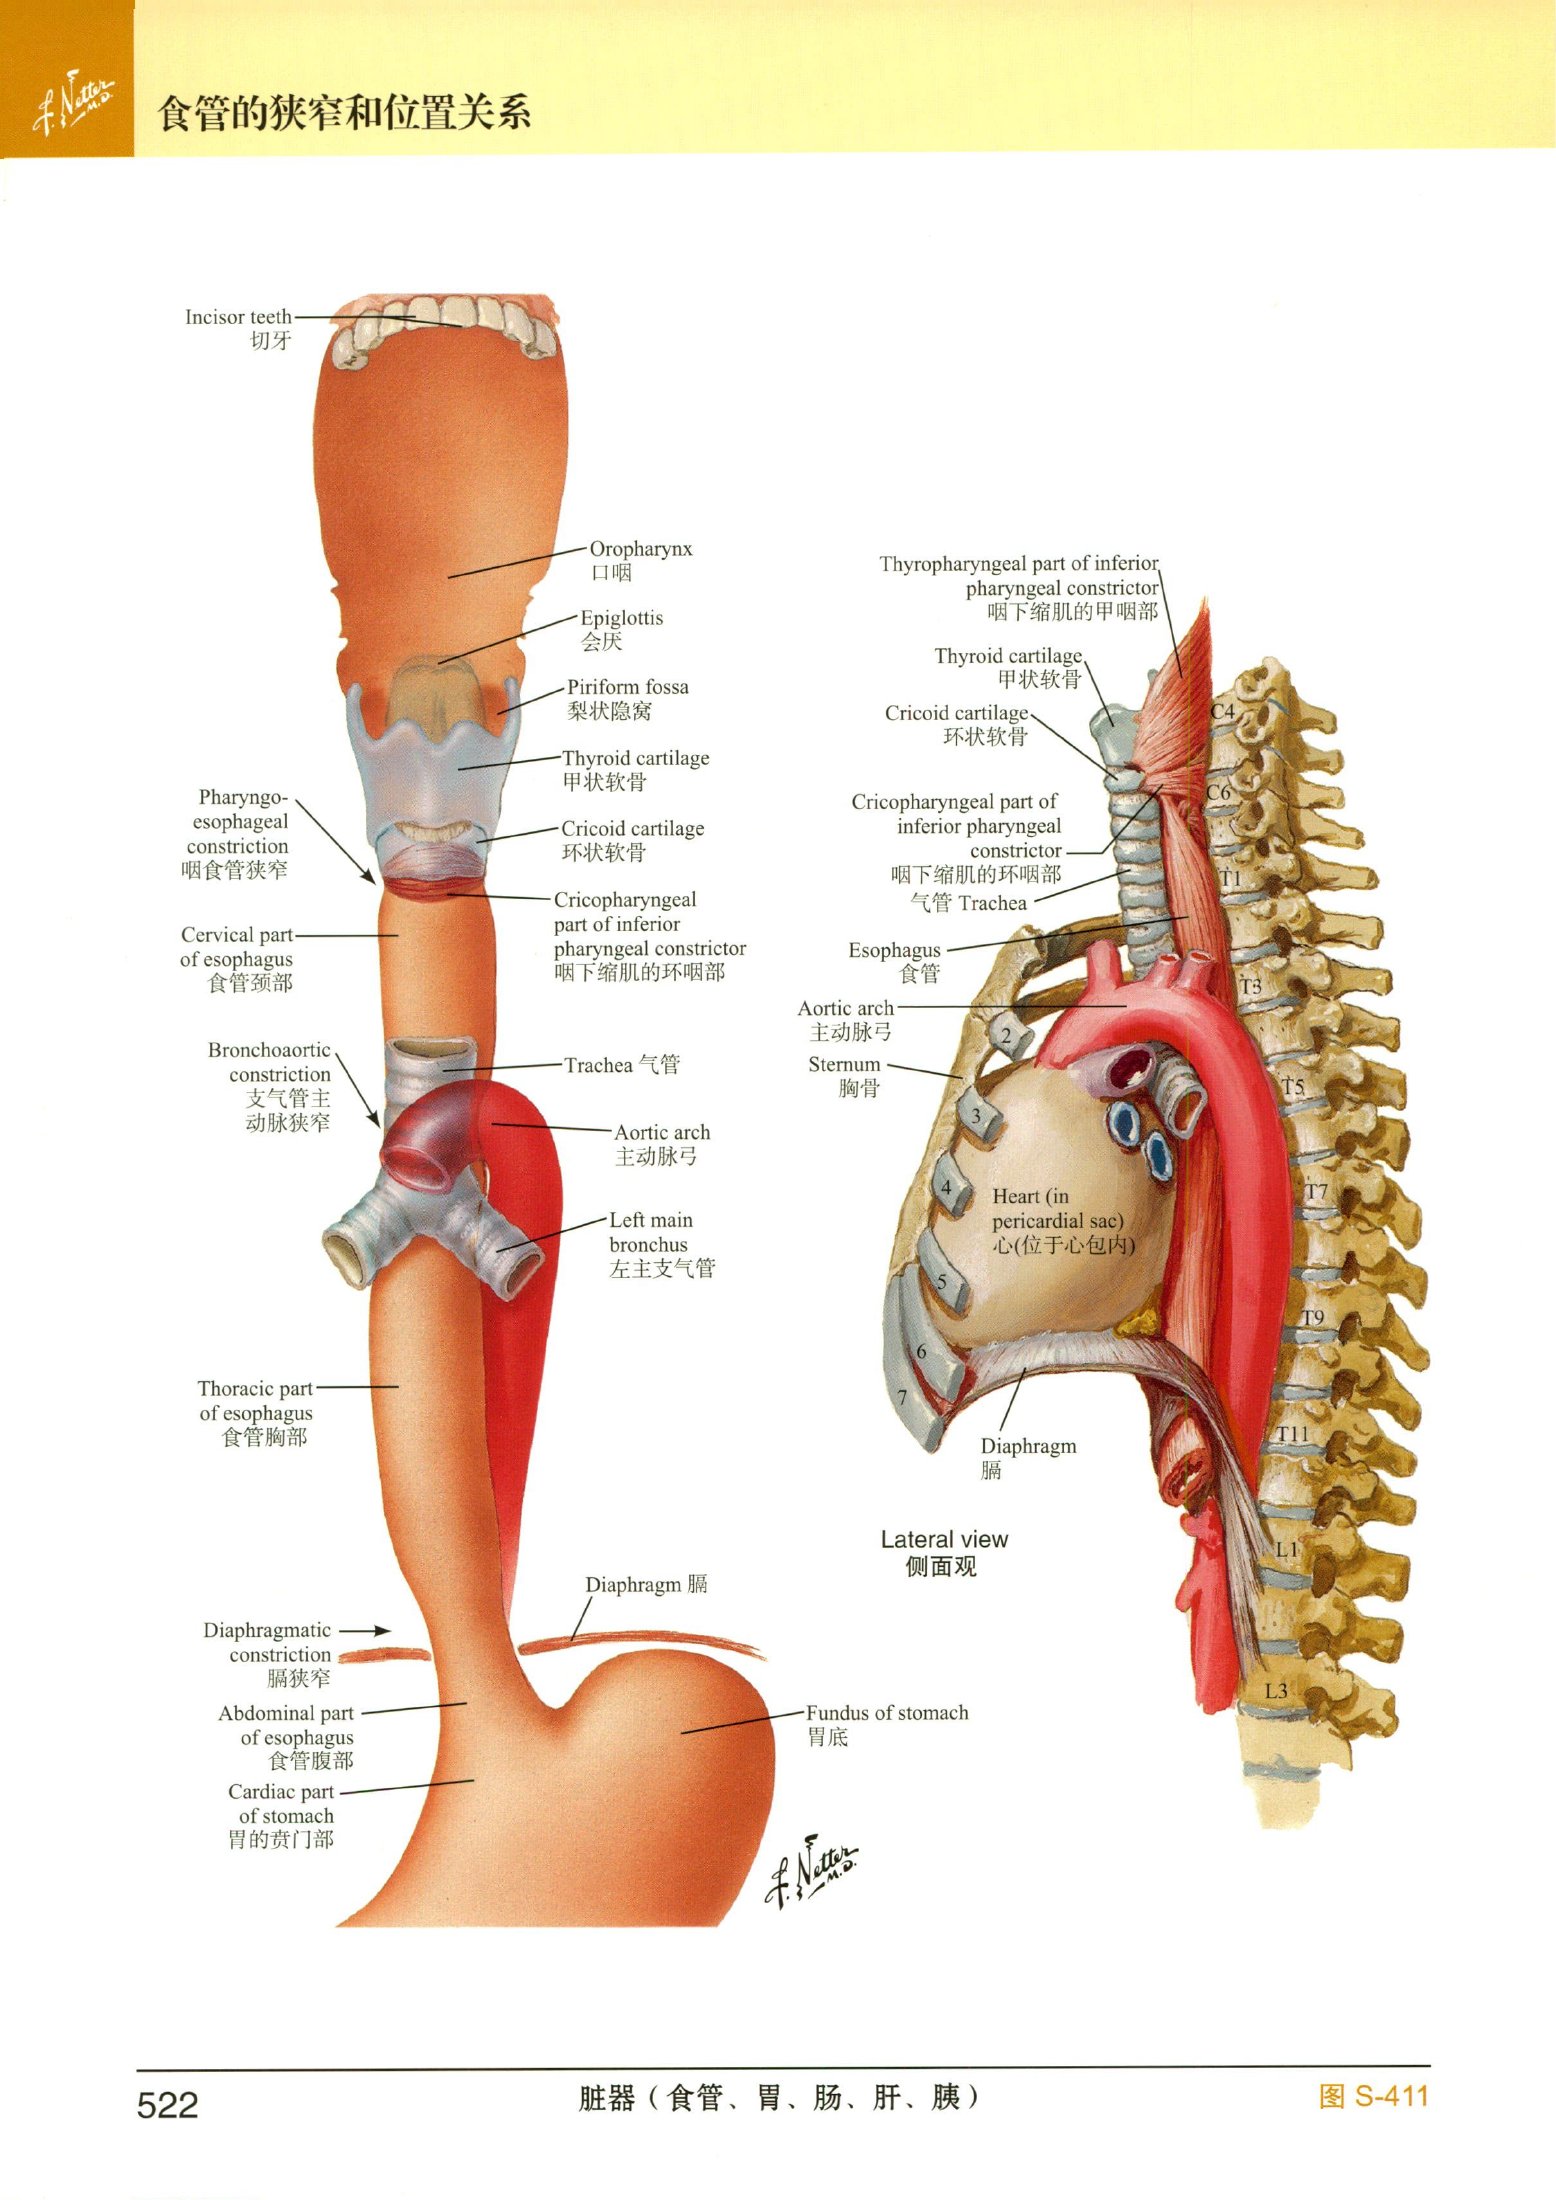 F. Netter M.D.
食管的狭窄和位置关系
Incisor teeth
切牙
Oropharynx
口咽
Epiglottis
会厌
Piriform fossa
梨状隐窝
Thyroid cartilage
甲状软骨
Pharyngo-
esophageal
constriction
咽食管狭窄
Cricoid cartilage
环状软骨
Cricopharyngeal
part of inferior
pharyngeal constrictor
咽下缩肌的环咽部
Cervical part
of esophagus
食管颈部
Bronchoaortic
constriction
支气管主
动脉狭窄
Trachea 气管
Aortic arch
主动脉弓
Left main
bronchus
左主支气管
Thoracic part
of esophagus
食管胸部
Diaphragm 膈
Diaphragmatic
constriction
膈狭窄
Abdominal part
of esophagus
食管腹部
Fundus of stomach
胃底
Cardiac part
of stomach
胃的贲门部
F. Netter M.D.
Thyropharyngeal part of inferior
pharyngeal constrictor
咽下缩肌的甲咽部
Thyroid cartilage
甲状软骨
Cricoid cartilage
环状软骨
Cricopharyngeal part of
inferior pharyngeal
constrictor
咽下缩肌的环咽部
气管 Trachea
Esophagus
食管
Aortic arch
主动脉弓
Sternum
胸骨
C4
C6
T1
T3
T5
T7
T9
T11
L1
L3
2
3
4
5
6
7
Heart (in
pericardial sac)
心(位于心包内)
Diaphragm
膈
Lateral view
侧面观
522
脏器（食管、胃、肠、肝、胰）
图 S-411